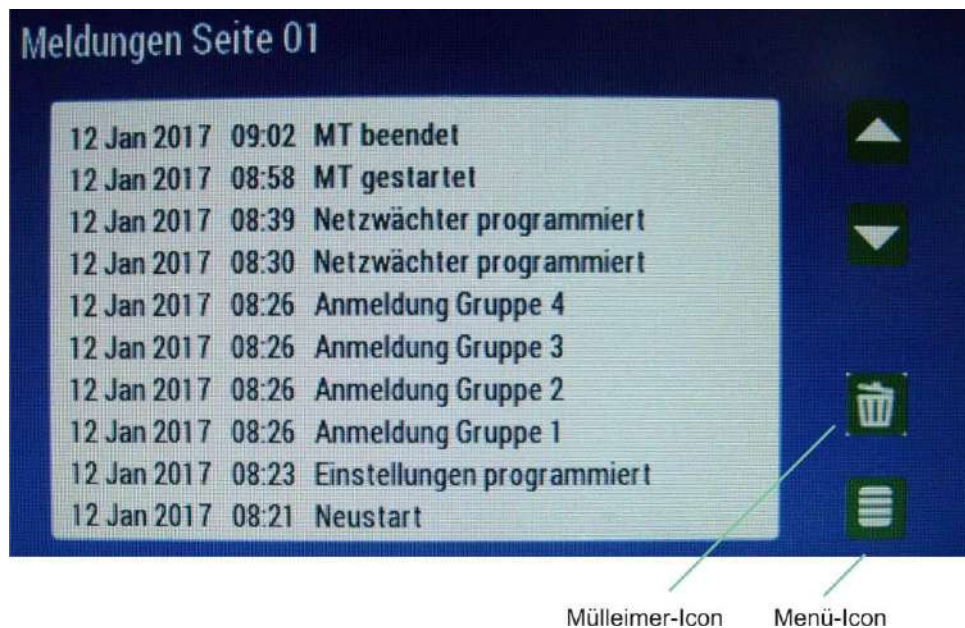 Meldungen Seite 01
12 Jan 2017 09:02 MT beendet
12 Jan 2017 08:58 MT gestartet
12 Jan 2017 08:39 Netzwächter programmiert
12 Jan 2017 08:30 Netzwächter programmiert
12 Jan 2017 08:26 Anmeldung Gruppe 4
12 Jan 2017 08:26 Anmeldung Gruppe 3
12 Jan 2017 08:26 Anmeldung Gruppe 2
12 Jan 2017 08:26 Anmeldung Gruppe 1
12 Jan 2017 08:23 Einstellungen programmiert
12 Jan 2017 08:21 Neustart
Mülleimer-Icon Menü-Icon